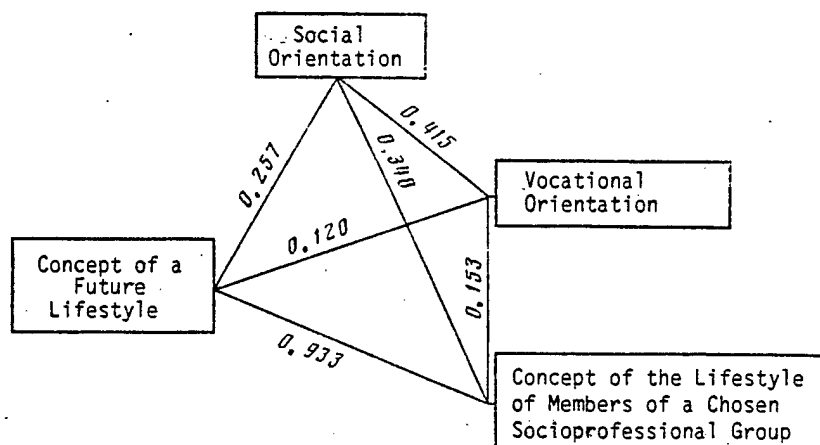 Social
Orientation
0.415
0.340
0.257
Vocational
Orientation
0.120
0.153
Concept of a
Future
Lifestyle
0.933
Concept of the Lifestyle
of Members of a Chosen
Socioprofessional Group